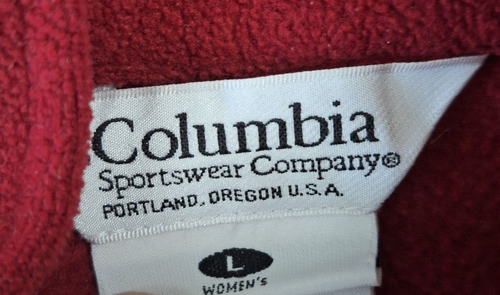 Columbia
Sportswear Company®
PORTLAND, OREGON U.S.A.
L
WOMEN'S